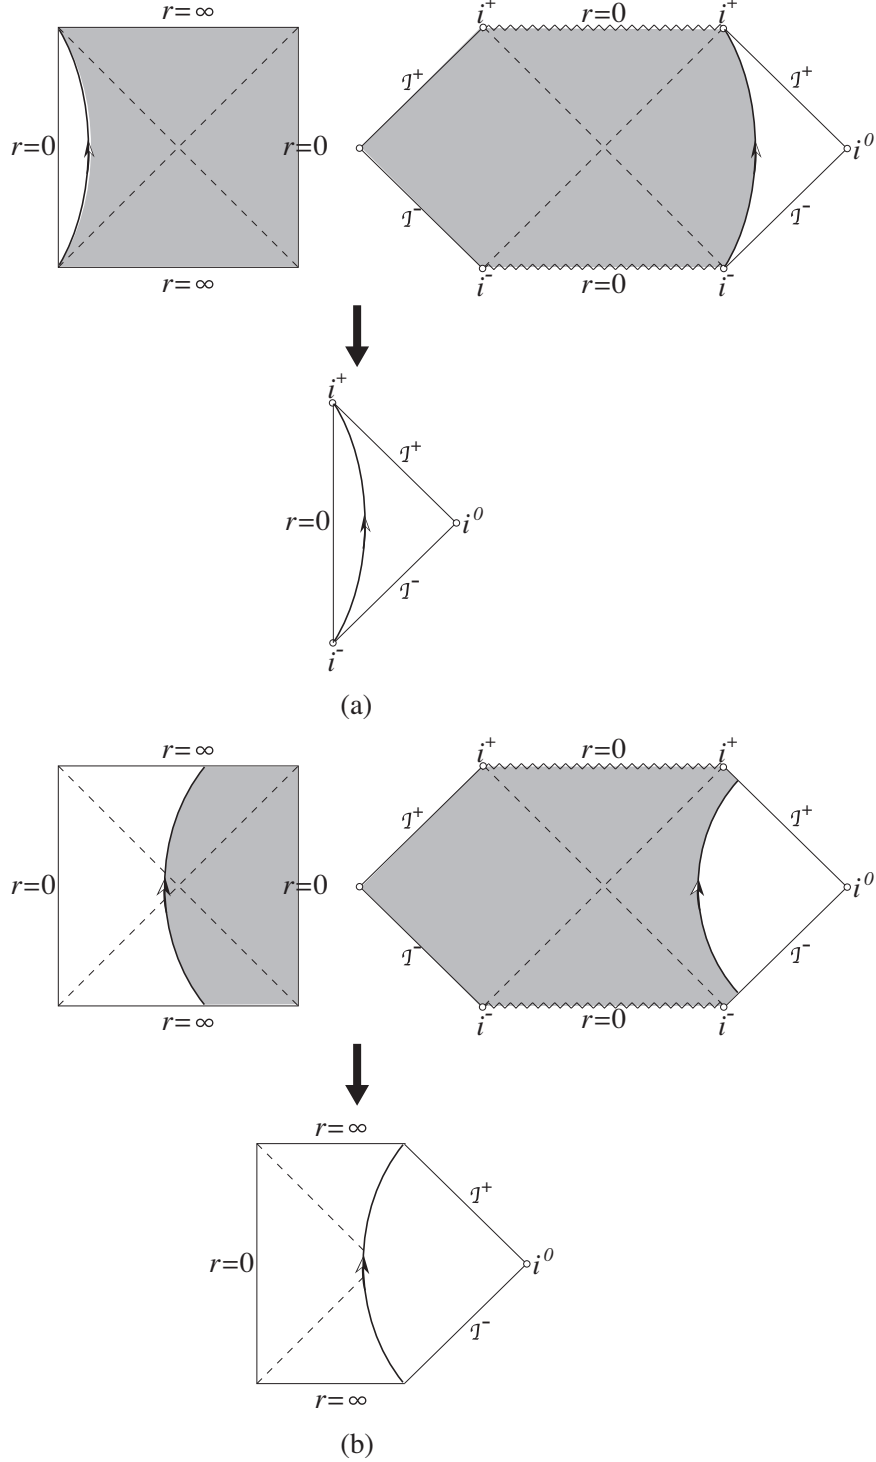 r=∞
i⁺ r=0 i⁺
ℐ⁺ ℐ⁺
r=0 r=0 i⁰
ℐ⁻ ℐ⁻
r=∞ i⁻ r=0 i⁻
i⁺
ℐ⁺
r=0 i⁰
ℐ⁻
i⁻
(a)
r=∞ i⁺ r=0 i⁺
ℐ⁺ ℐ⁺
r=0 r=0 i⁰
ℐ⁻ ℐ⁻
r=∞ i⁻ r=0 i⁻
r=∞
ℐ⁺
r=0 i⁰
ℐ⁻
r=∞
(b)